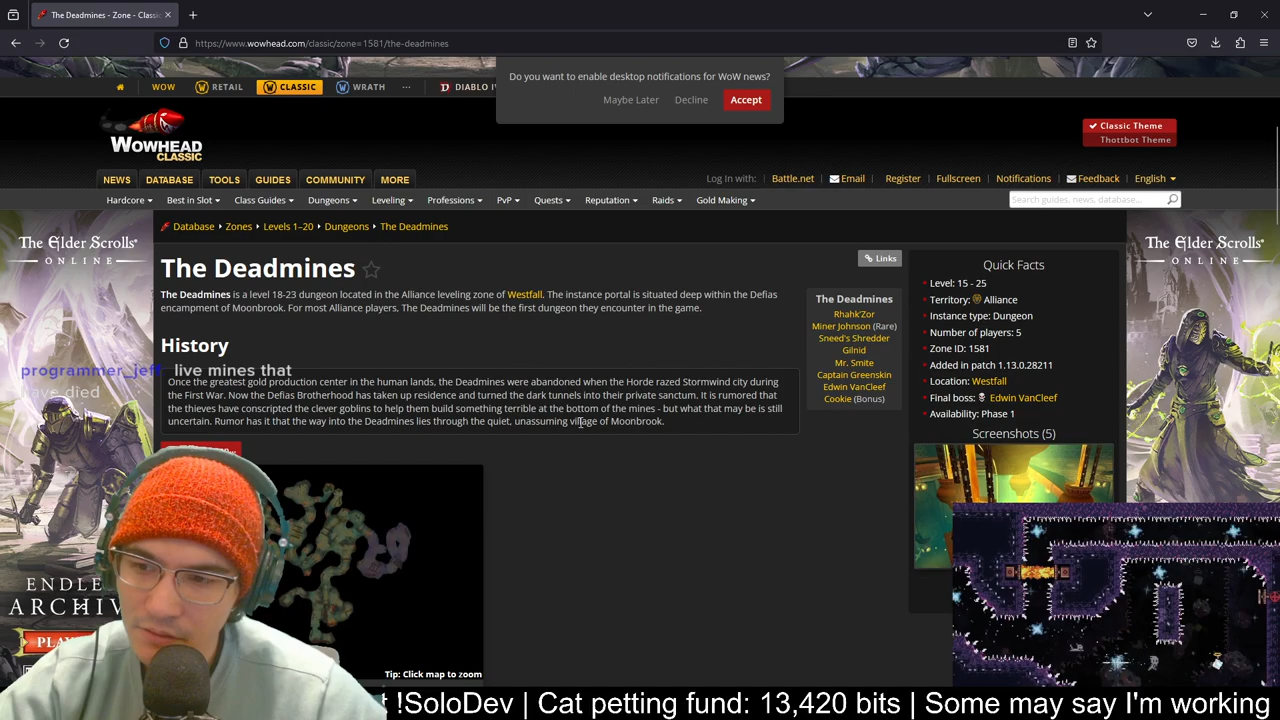 The Deadmines - Zone - Classic
https://www.wowhead.com/classic/zone=1581/the-deadmines
Do you want to enable desktop notifications for WoW news?
Maybe Later Decline Accept
WOW RETAIL CLASSIC WRATH ··· DIABLO IV
WOWHEAD
CLASSIC
Classic Theme
Thottbot Theme
NEWS DATABASE TOOLS GUIDES COMMUNITY MORE
Log In with: Battle.net Email Register Fullscreen Notifications Feedback English
Hardcore Best in Slot Class Guides Dungeons Leveling Professions PvP Quests Reputation Raids Gold Making
Search guides, news, database...
Database Zones Levels 1–20 Dungeons The Deadmines
The Elder Scrolls
ONLINE
The Deadmines
Links
The Deadmines is a level 18-23 dungeon located in the Alliance leveling zone of Westfall. The instance portal is situated deep within the Defias
encampment of Moonbrook. For most Alliance players, The Deadmines will be the first dungeon they encounter in the game.
History
programmer_jeff live mines that
have died
Once the greatest gold production center in the human lands, the Deadmines were abandoned when the Horde razed Stormwind city during
the First War. Now the Defias Brotherhood has taken up residence and turned the dark tunnels into their private sanctum. It is rumored that
the thieves have conscripted the clever goblins to help them build something terrible at the bottom of the mines - but what that may be is still
uncertain. Rumor has it that the way into the Deadmines lies through the quiet, unassuming village of Moonbrook.
Tip: Click map to zoom
The Deadmines
Rhahk'Zor
Miner Johnson (Rare)
Sneed's Shredder
Gilnid
Mr. Smite
Captain Greenskin
Edwin VanCleef
Cookie (Bonus)
Quick Facts
Level: 15 - 25
Territory: Alliance
Instance type: Dungeon
Number of players: 5
Zone ID: 1581
Added in patch 1.13.0.28211
Location: Westfall
Final boss: Edwin VanCleef
Availability: Phase 1
Screenshots (5)
The Elder Scrolls
ONLINE
ENDLE
ARCHIV
PLA
!SoloDev | Cat petting fund: 13,420 bits | Some may say I'm working